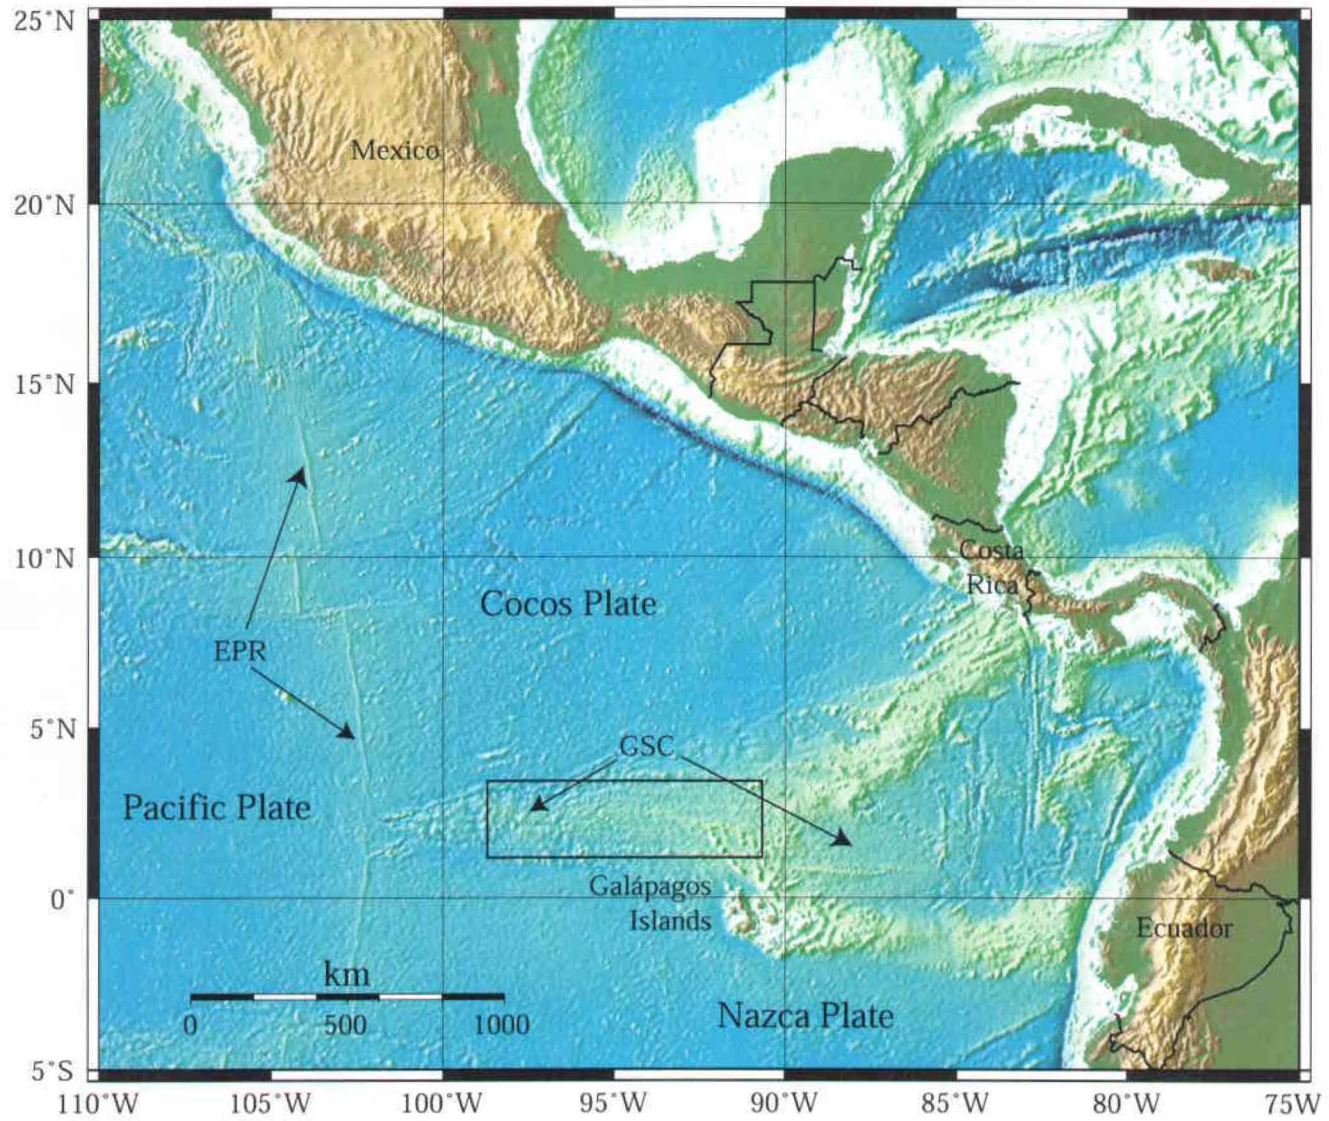 25°N
20°N
15°N
10°N
5°N
0°
5°S
110°W
105°W
100°W
95°W
90°W
85°W
80°W
75°W
Mexico
Costa
Rica
Cocos Plate
EPR
GSC
Pacific Plate
Galápagos
Islands
Ecuador
km
0
500
1000
Nazca Plate